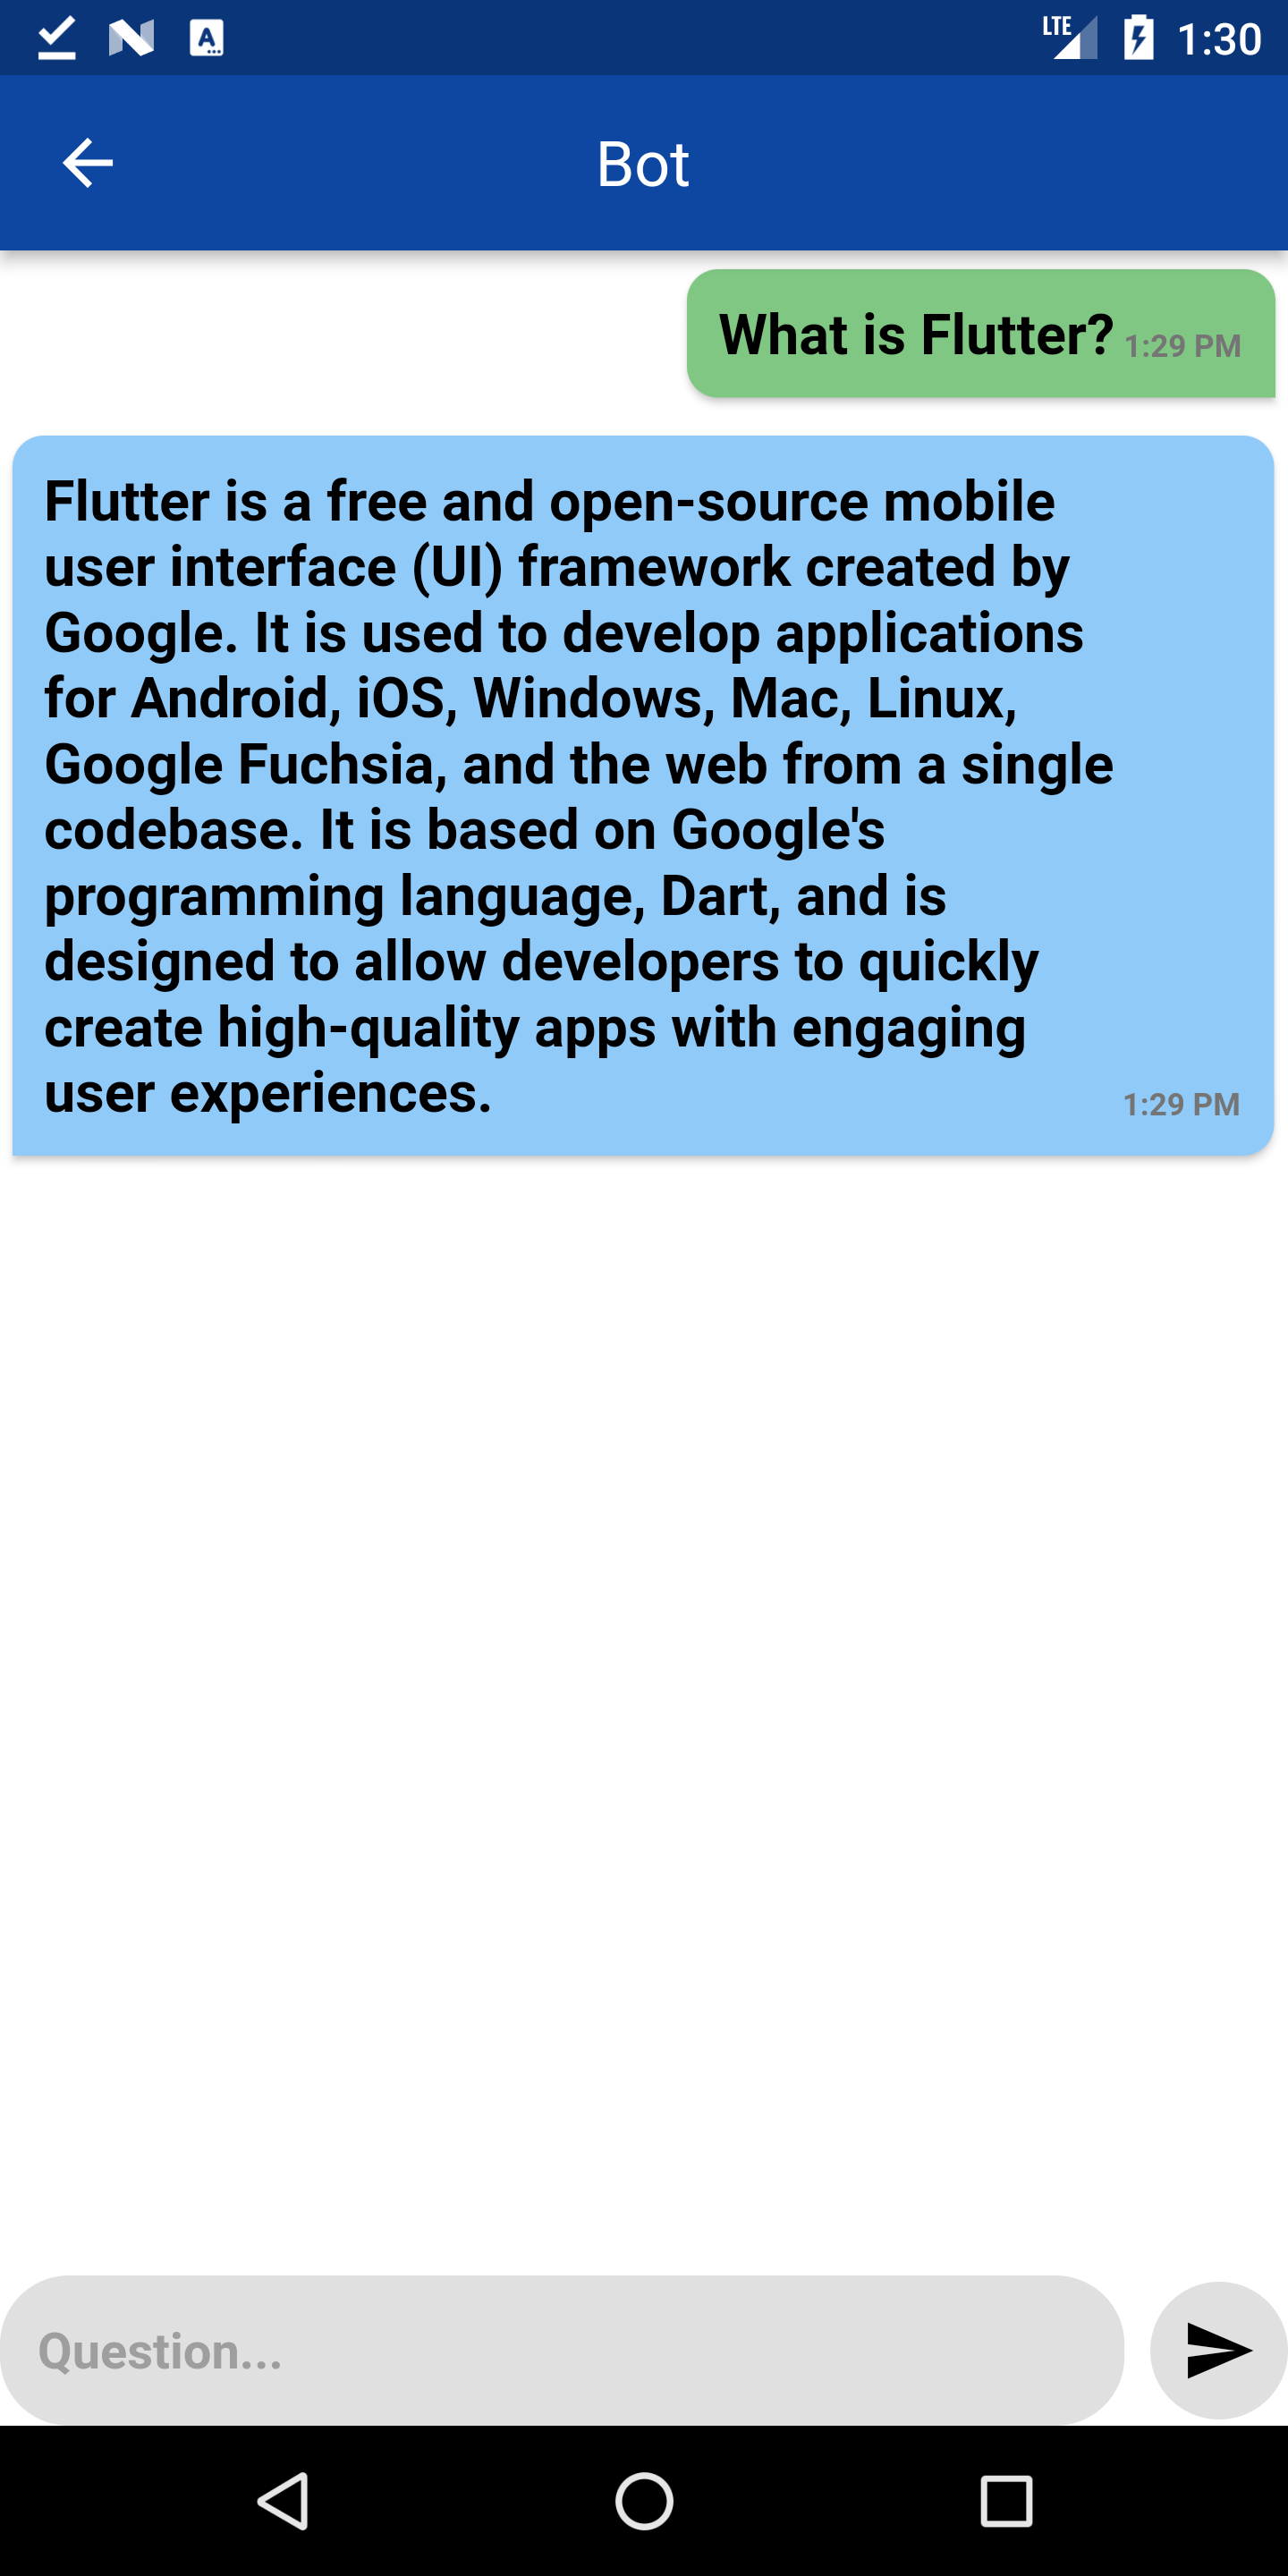 LTE 1:30
Bot
What is Flutter? 1:29 PM
Flutter is a free and open-source mobile
user interface (UI) framework created by
Google. It is used to develop applications
for Android, iOS, Windows, Mac, Linux,
Google Fuchsia, and the web from a single
codebase. It is based on Google's
programming language, Dart, and is
designed to allow developers to quickly
create high-quality apps with engaging
user experiences. 1:29 PM
Question...